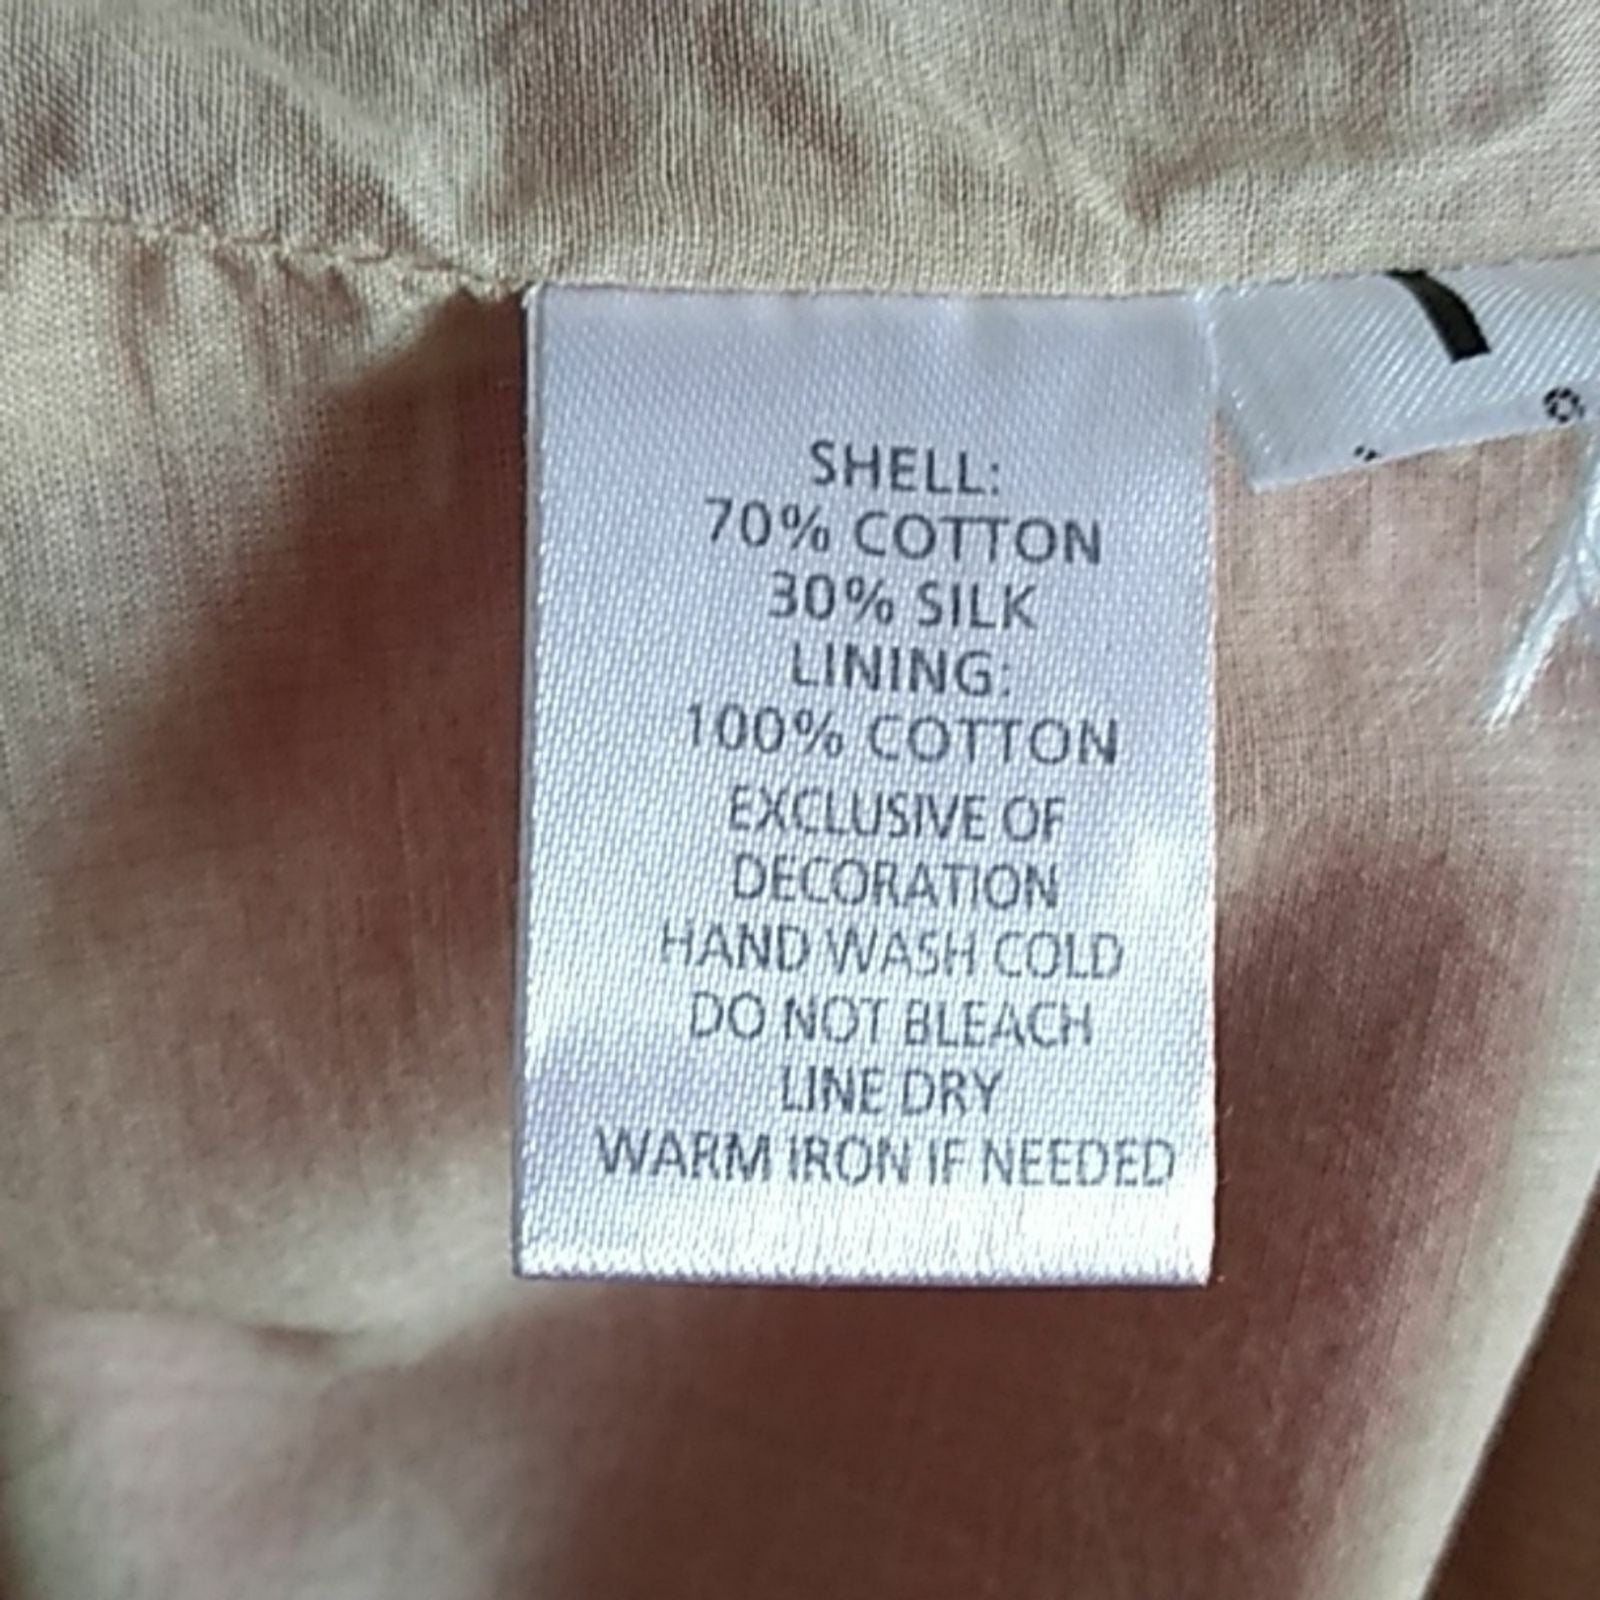 SHELL:
70% COTTON
30% SILK
LINING:
100% COTTON
EXCLUSIVE OF
DECORATION
HAND WASH COLD
DO NOT BLEACH
LINE DRY
WARM IRON IF NEEDED